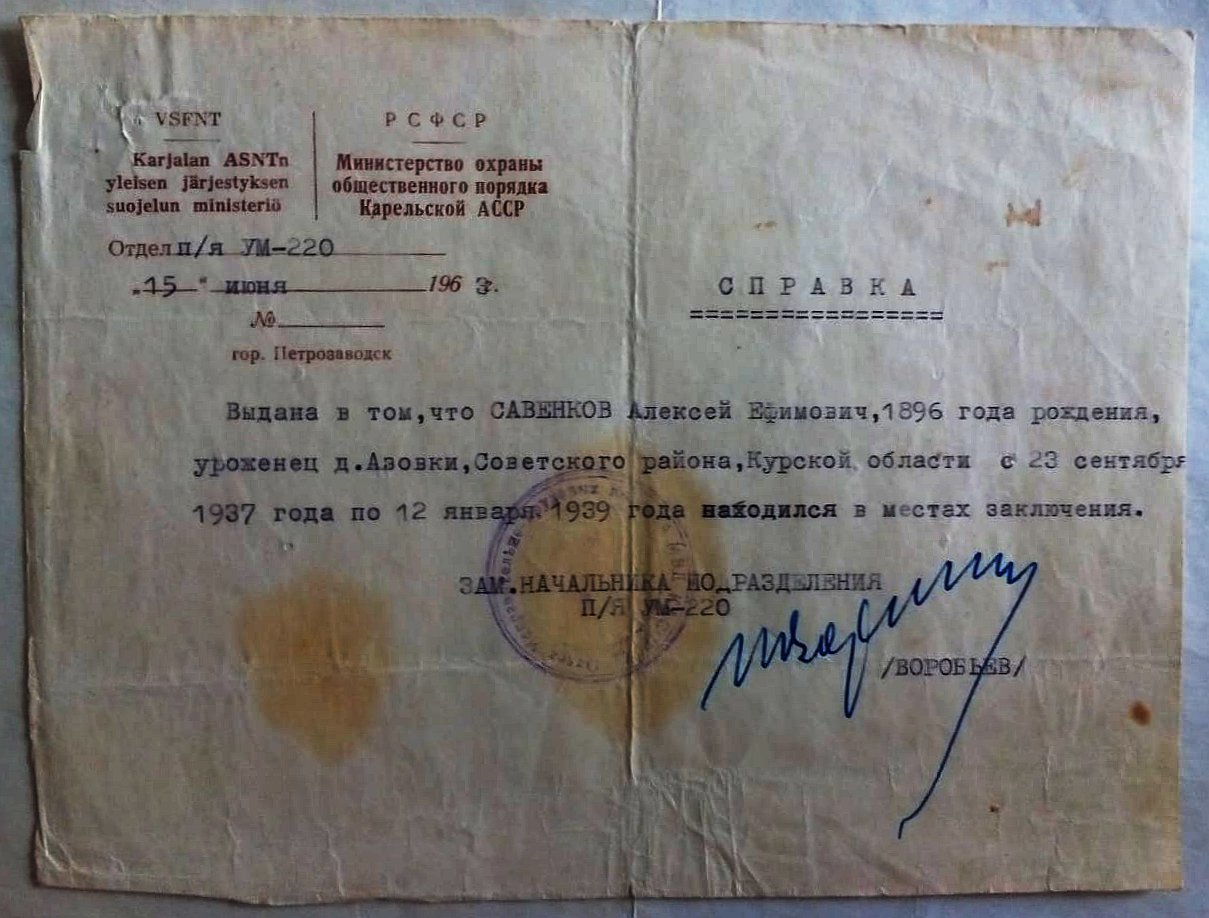 VSFNT
Karjalan ASNTn
yleisen järjestyksen
suojelun ministeriö
РСФСР
Министерство охраны
общественного порядка
Карельской АССР
Отдел п/я УМ-220
"15" июня 1963 г.
№
гор. Петрозаводск
СПРАВКА
=================
Выдана в том,что САВЕНКОВ Алексей Ефимович,1896 года рождения,
уроженец д.Азовки,Советского района,Курской области с 23 сентября
1937 года по 12 января 1939 года находился в местах заключения.
ЗАМ.НАЧАЛЬНИКА ПОДРАЗДЕЛЕНИЯ
П/Я УМ-220
/ВОРОБЬЕВ/